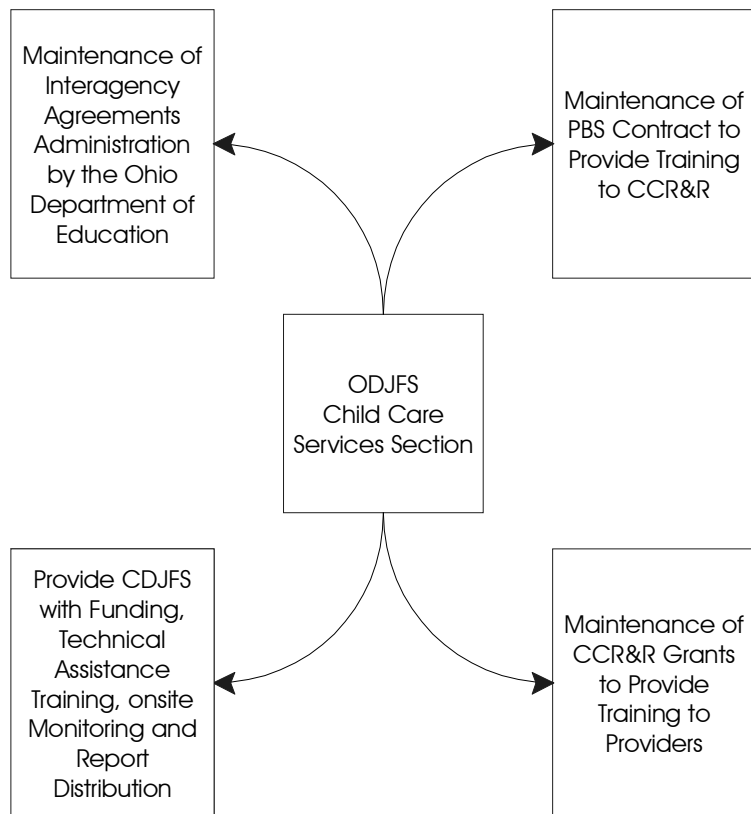 Maintenance of
Interagency
Agreements
Administration
by the Ohio
Department of
Education
Maintenance of
PBS Contract to
Provide Training
to CCR&R
ODJFS
Child Care
Services Section
Provide CDJFS
with Funding,
Technical
Assistance
Training, onsite
Monitoring and
Report
Distribution
Maintenance of
CCR&R Grants
to Provide
Training to
Providers